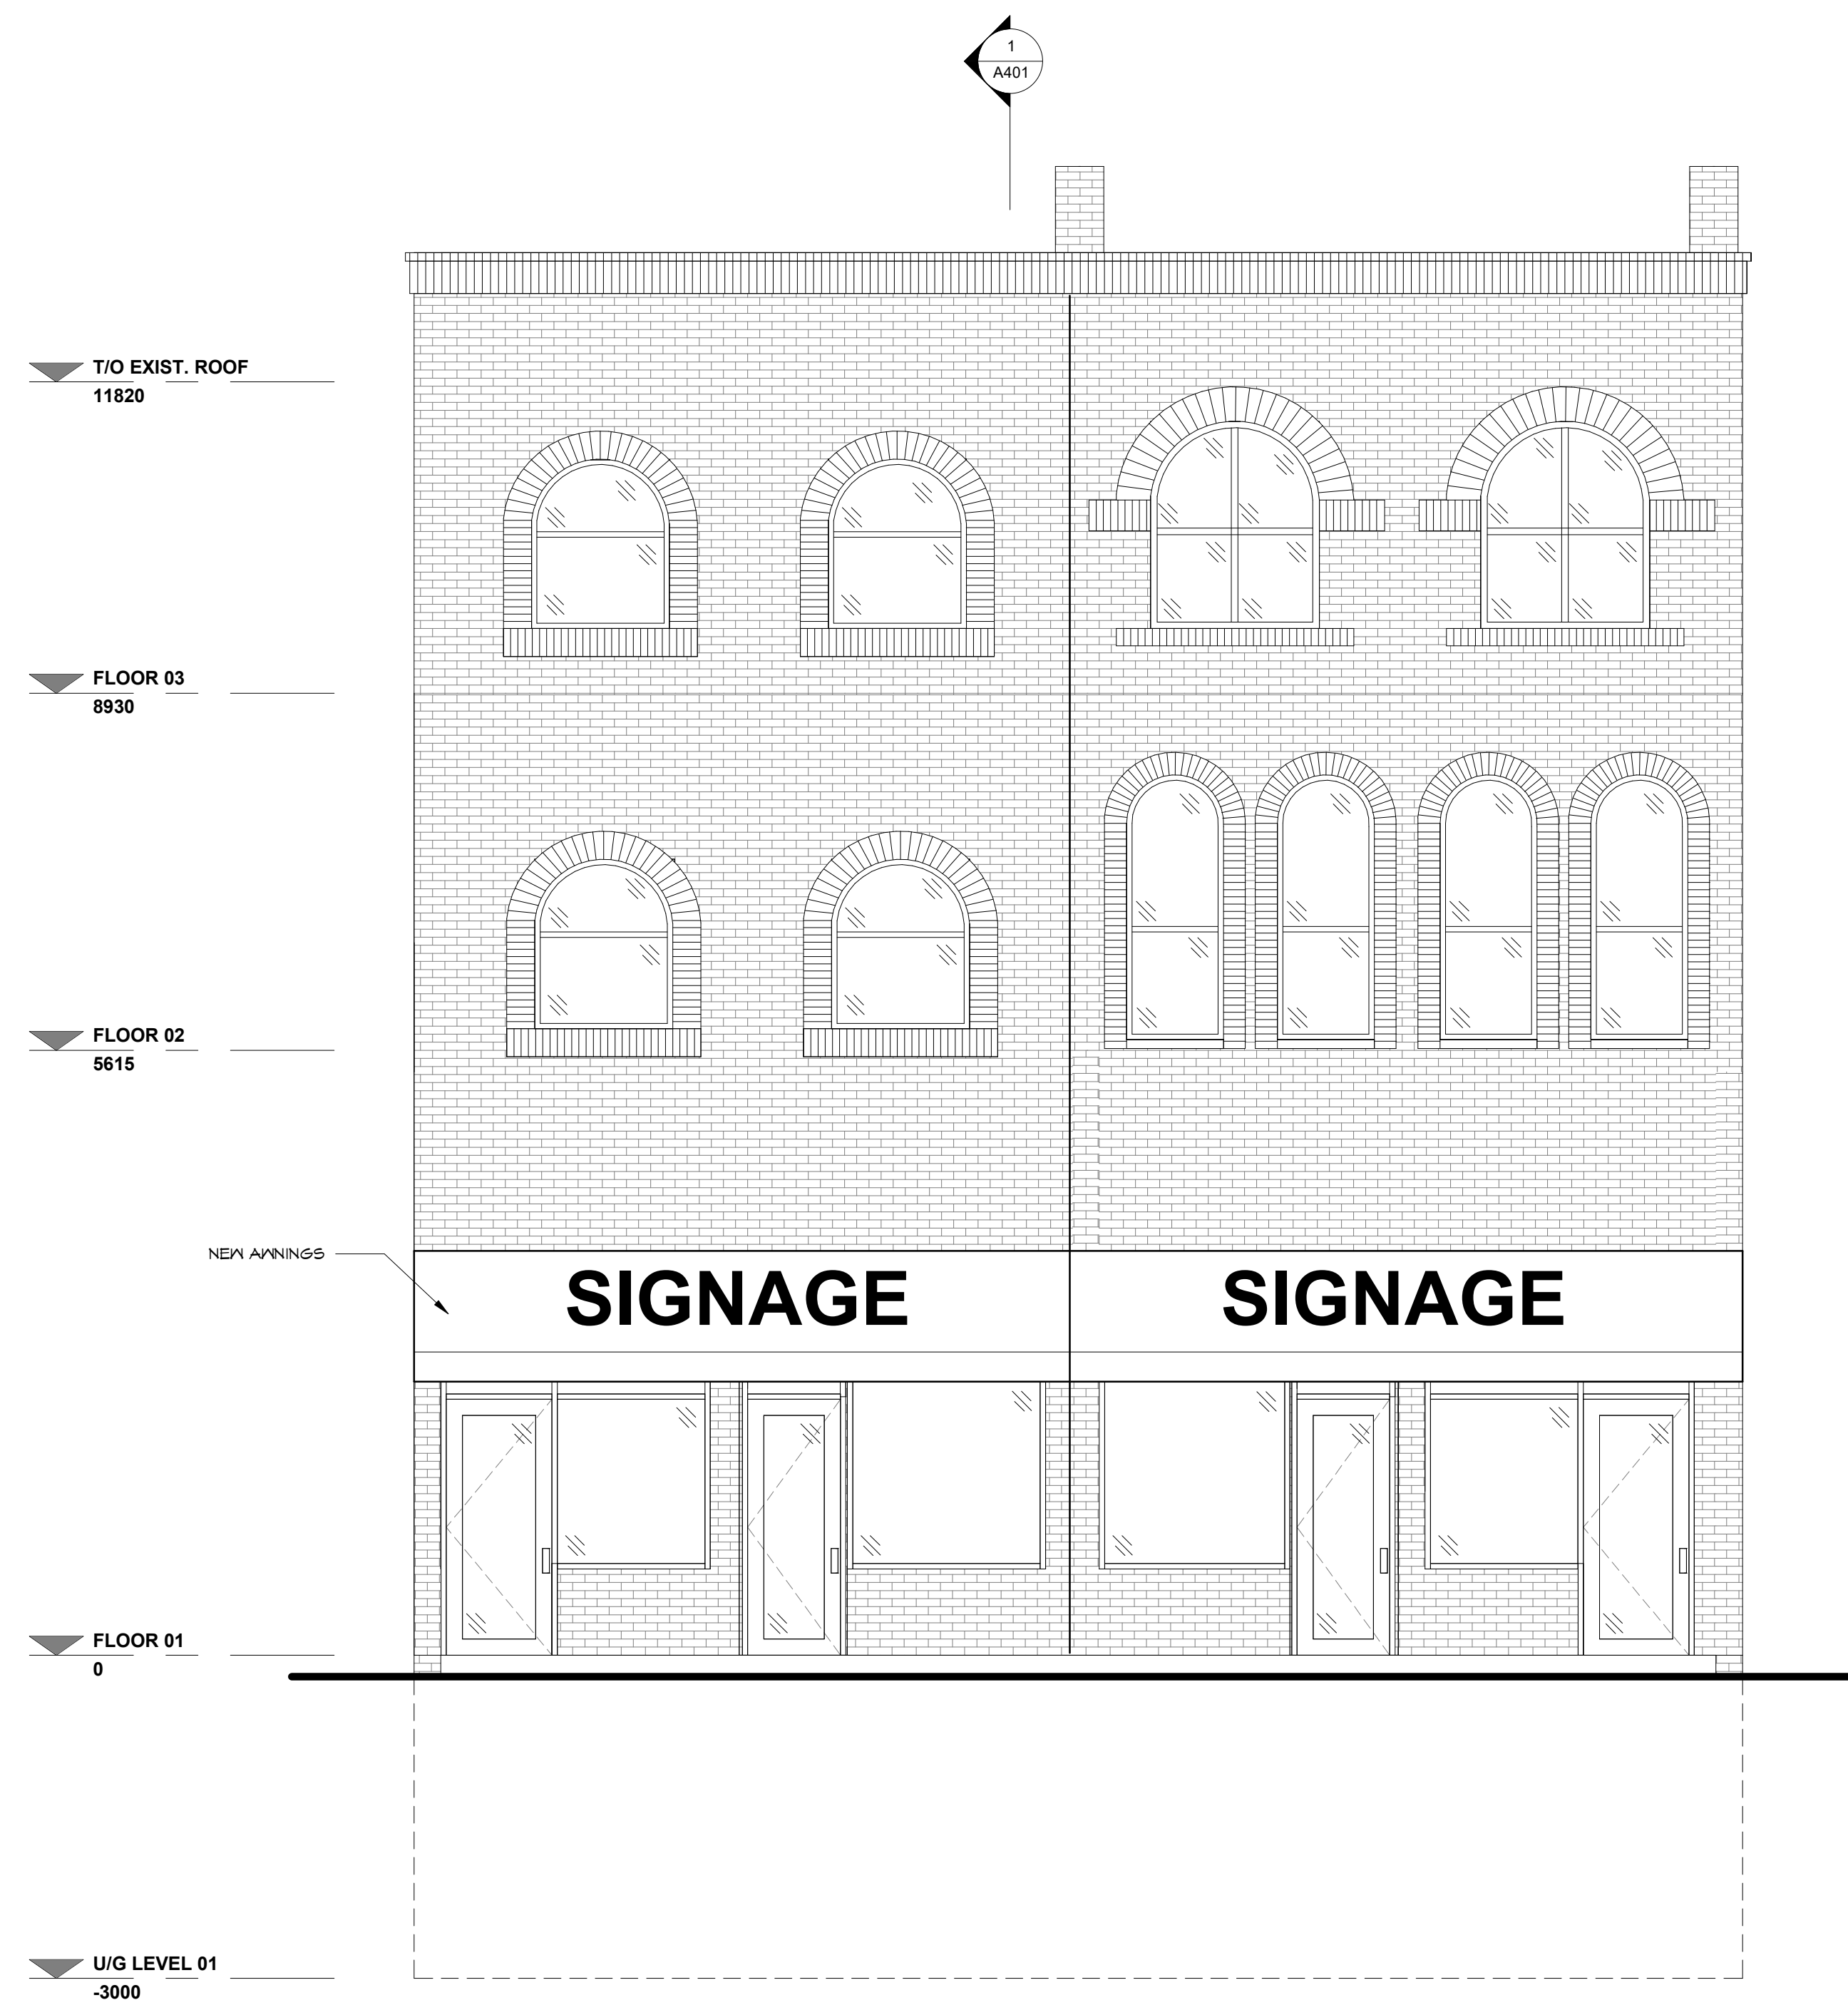 1
A401
T/O EXIST. ROOF
11820
FLOOR 03
8930
FLOOR 02
5615
NEW AWNINGS
SIGNAGE
SIGNAGE
FLOOR 01
0
U/G LEVEL 01
-3000